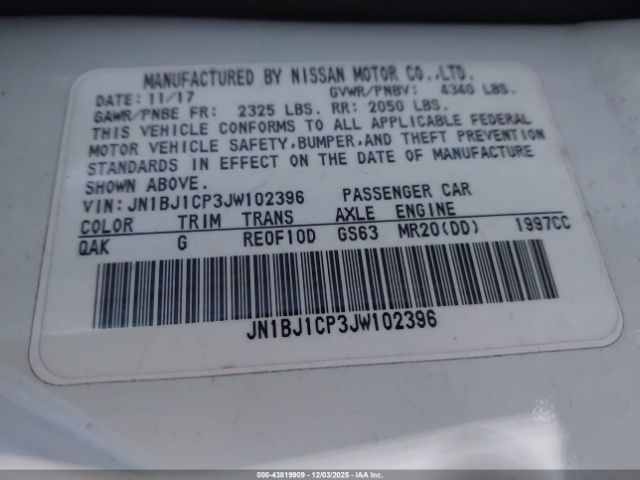 MANUFACTURED BY NISSAN MOTOR CO.,LTD.
DATE: 11/17 GVWR/PNBV: 4340 LBS.
GAWR/PNBE FR: 2325 LBS. RR: 2050 LBS.
THIS VEHICLE CONFORMS TO ALL APPLICABLE FEDERAL
MOTOR VEHICLE SAFETY,BUMPER,AND THEFT PREVENTION
STANDARDS IN EFFECT ON THE DATE OF MANUFACTURE
SHOWN ABOVE.
VIN: JN1BJ1CP3JW102396 PASSENGER CAR
COLOR TRIM TRANS AXLE ENGINE
QAK G RE0F10D GS63 MR20(DD) 1997CC
JN1BJ1CP3JW102396
000-43819909 - 12/03/2025 - IAA Inc.